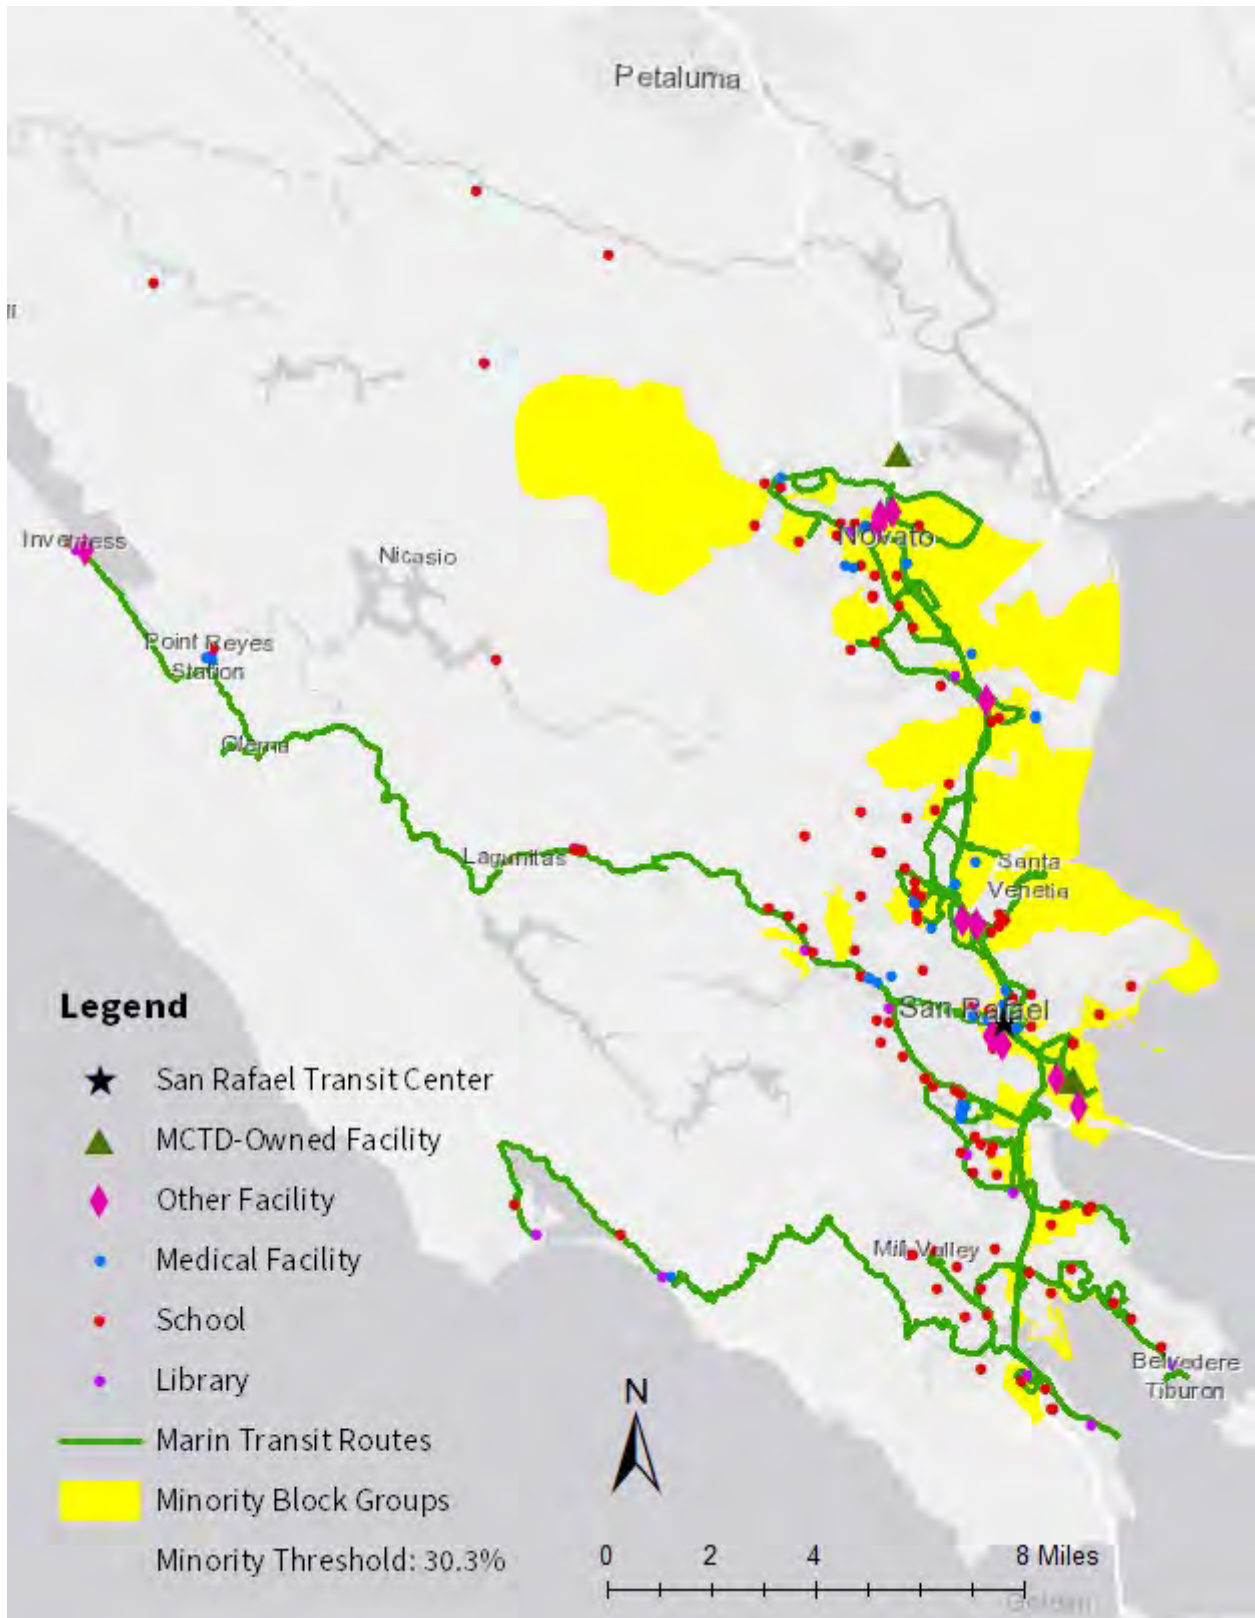 Petaluma
Inverness
Nicasio
Novato
Point Reyes
Station
Olema
Lagunitas
Santa
Venetia
San Rafael
Mill Valley
Belvedere
Tiburon
Legend
San Rafael Transit Center
MCTD-Owned Facility
Other Facility
Medical Facility
School
Library
Marin Transit Routes
Minority Block Groups
Minority Threshold: 30.3%
N
0 2 4 8 Miles
Golden